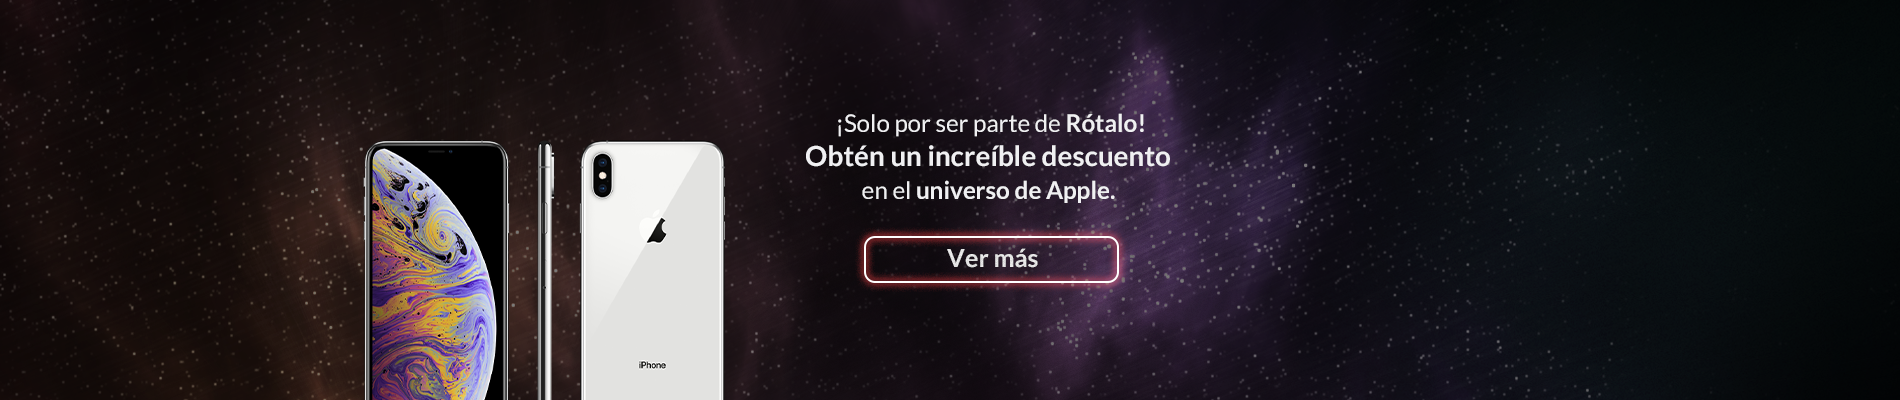 ¡Solo por ser parte de Rótalo!
Obtén un increíble descuento
en el universo de Apple.
Ver más
iPhone